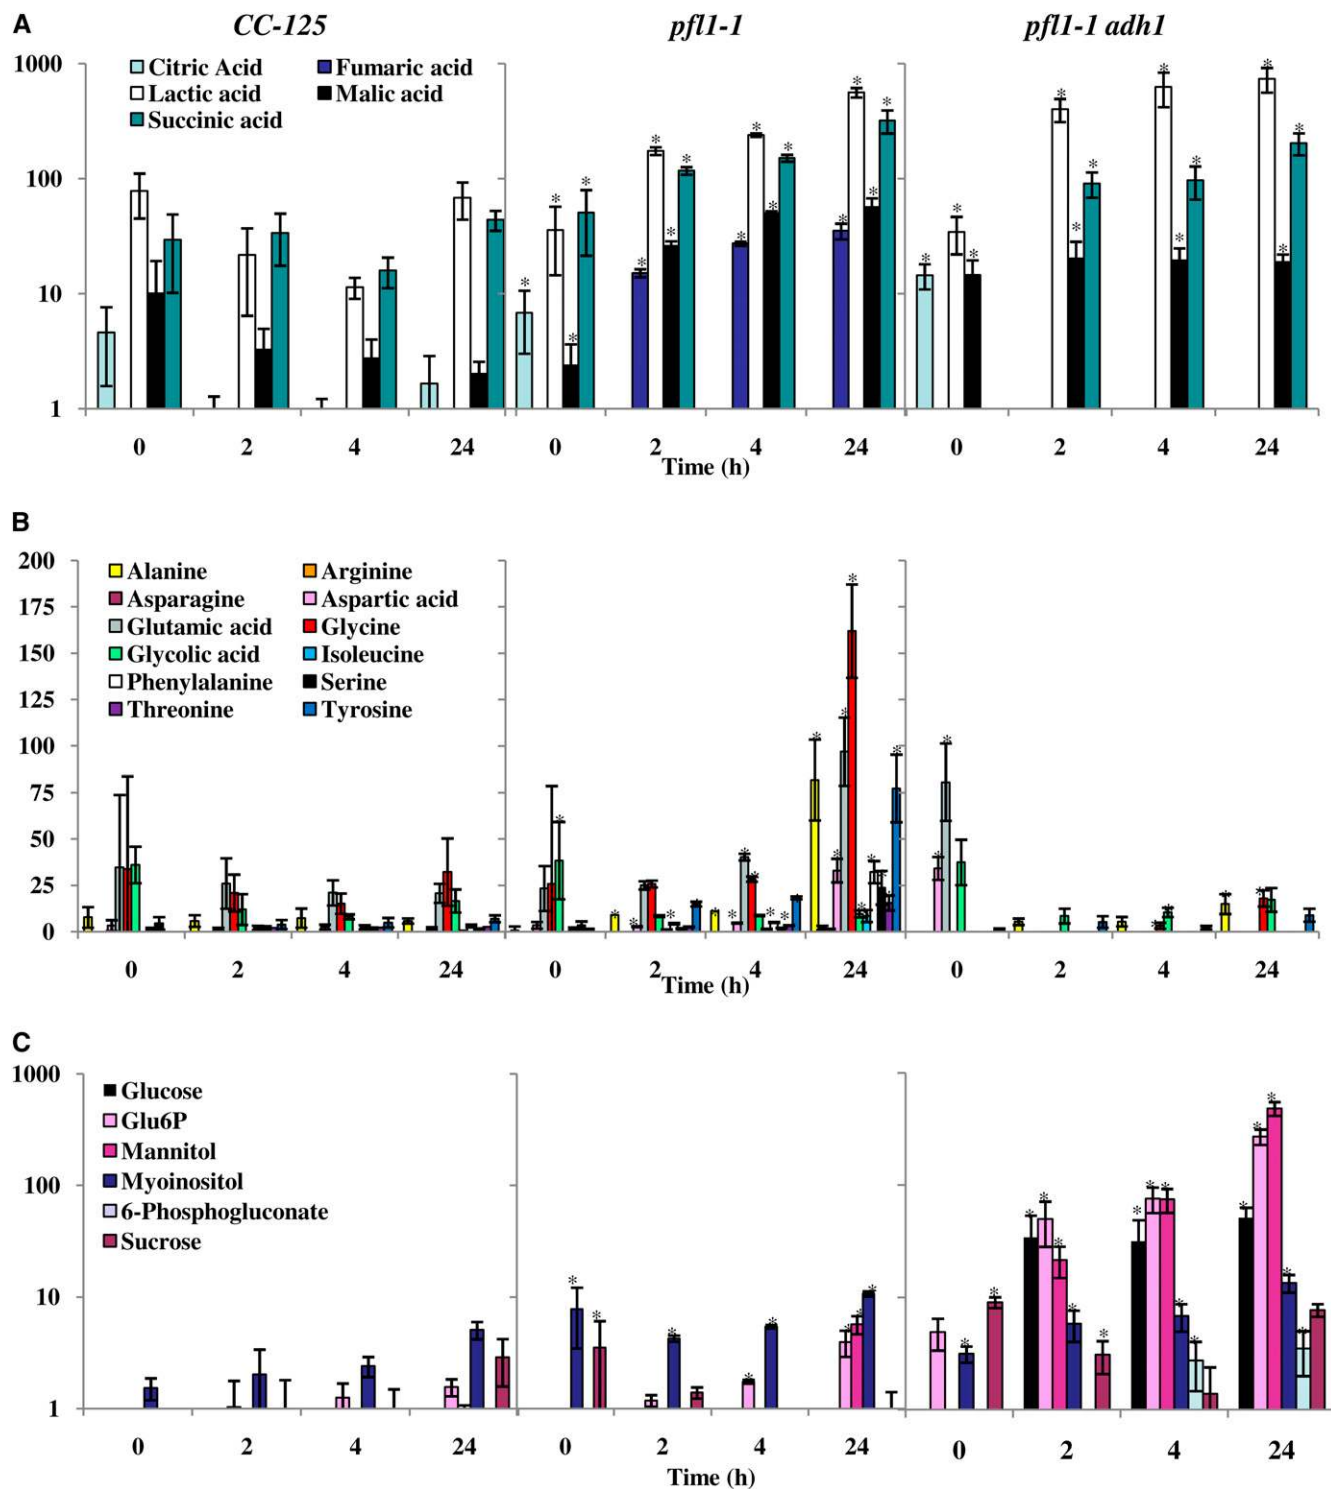 A
CC-125 pfl1-1 pfl1-1 adh1
1000
100
10
1
Citric Acid Fumaric acid
Lactic acid Malic acid
Succinic acid
0 2 4 24 0 2 4 24 0 2 4 24
Time (h)
B
200
175
150
125
100
75
50
25
0
Alanine Arginine
Asparagine Aspartic acid
Glutamic acid Glycine
Glycolic acid Isoleucine
Phenylalanine Serine
Threonine Tyrosine
0 2 4 24 0 2 4 24 0 2 4 24
Time (h)
C
1000
100
10
1
Glucose
Glu6P
Mannitol
Myoinositol
6-Phosphogluconate
Sucrose
0 2 4 24 0 2 4 24 0 2 4 24
Time (h)